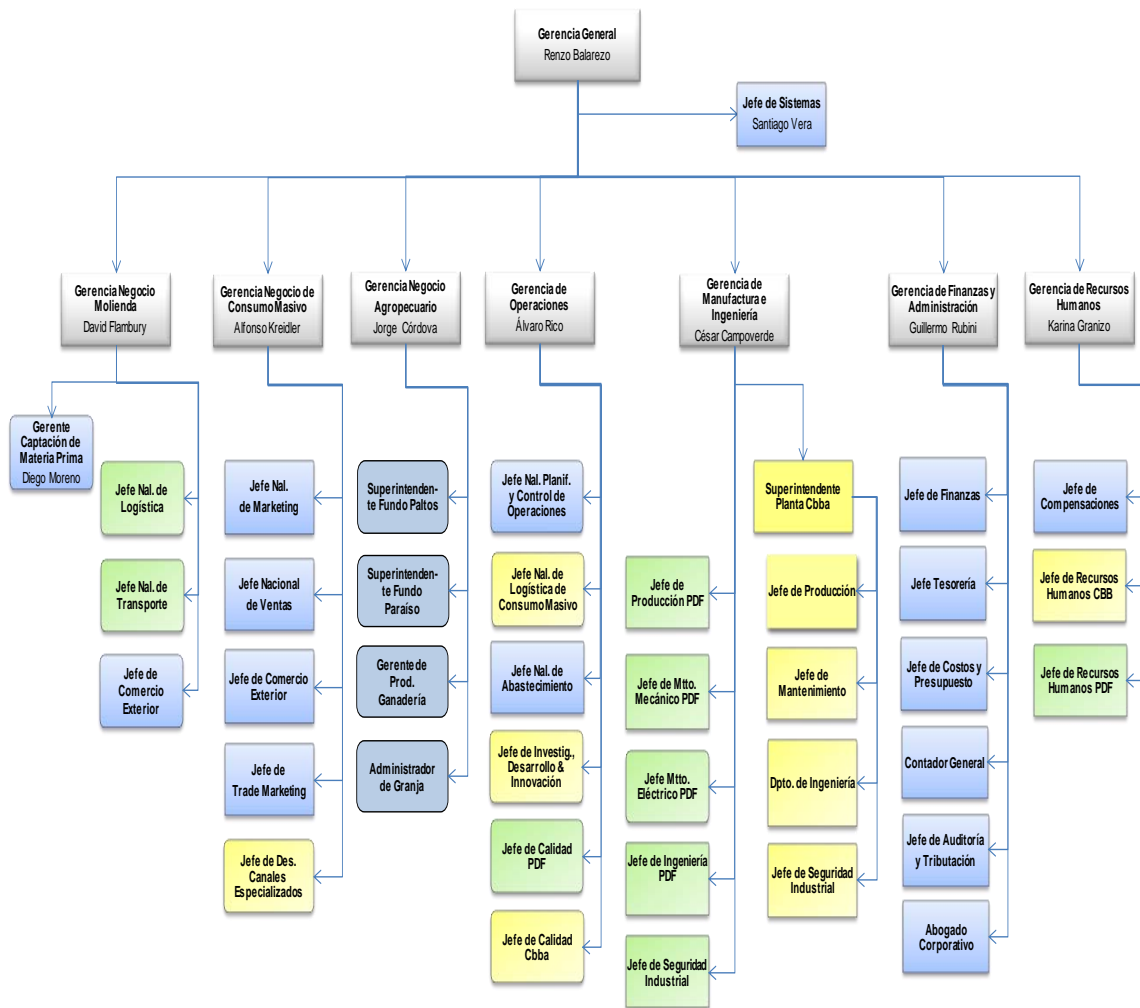 Gerencia General
Renzo Balarezo
Jefe de Sistemas
Santiago Vera
Gerencia Negocio
Molienda
David Flambury
Gerencia Negocio de
Consumo Masivo
Alfonso Kreidler
Gerencia Negocio
Agropecuario
Jorge Córdova
Gerencia de
Operaciones
Álvaro Rico
Gerencia de
Manufactura e
Ingeniería
César Campoverde
Gerencia de Finanzas y
Administración
Guillermo Rubini
Gerencia de Recursos
Humanos
Karina Granizo
Gerente
Captación de
Materia Prima
Diego Moreno
Jefe Nal. de
Logística
Jefe Nal. de
Transporte
Jefe de
Comercio
Exterior
Jefe Nal.
de Marketing
Jefe Nacional
de Ventas
Jefe de Comercio
Exterior
Jefe de
Trade Marketing
Jefe de Des.
Canales
Especializados
Superintenden-
te Fundo Paltos
Superintenden-
te Fundo
Paraíso
Gerente de
Prod.
Ganadería
Administrador
de Granja
Jefe Nal. Planif.
y Control de
Operaciones
Jefe Nal. de
Logística de
Consumo Masivo
Jefe Nal. de
Abastecimiento
Jefe de Investig.,
Desarrollo &
Innovación
Jefe de Calidad
PDF
Jefe de Calidad
Cbba
Jefe de
Producción PDF
Jefe de Mtto.
Mecánico PDF
Jefe Mtto.
Eléctrico PDF
Jefe de Ingeniería
PDF
Jefe de Seguridad
Industrial
Superintendente
Planta Cbba
Jefe de Producción
Jefe de
Mantenimiento
Dpto. de Ingeniería
Jefe de Seguridad
Industrial
Jefe de Finanzas
Jefe Tesorería
Jefe de Costos y
Presupuesto
Contador General
Jefe de Auditoría
y Tributación
Abogado
Corporativo
Jefe de
Compensaciones
Jefe de Recursos
Humanos CBB
Jefe de Recursos
Humanos PDF